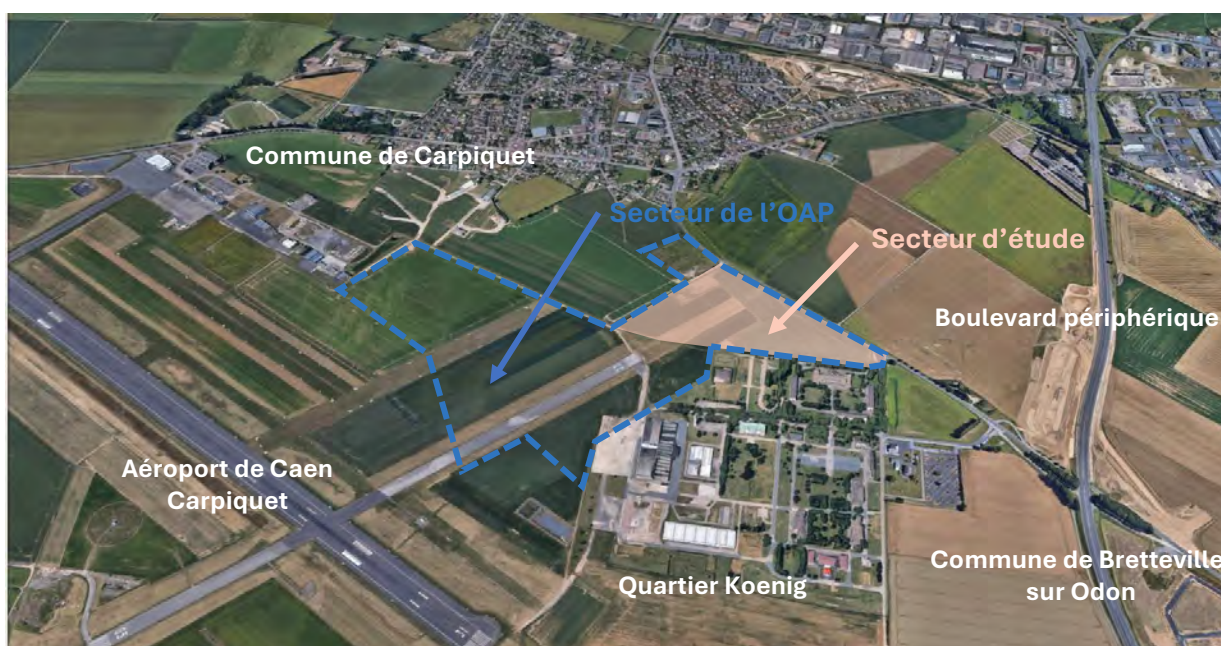 Commune de Carpiquet
Secteur de l'OAP
Secteur d'étude
Boulevard périphérique
Aéroport de Caen
Carpiquet
Commune de Bretteville
sur Odon
Quartier Koenig